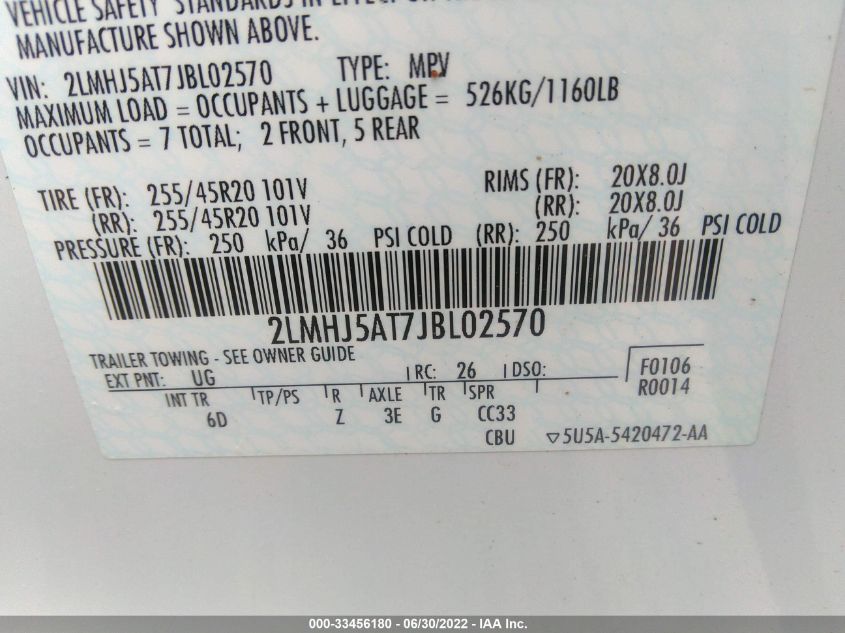 VEHICLE SAFETY STANDARDS IN EFFECT ON
MANUFACTURE SHOWN ABOVE.
VIN: 2LMHJ5AT7JBL02570 TYPE: MPV
MAXIMUM LOAD = OCCUPANTS + LUGGAGE = 526KG/1160LB
OCCUPANTS = 7 TOTAL; 2 FRONT, 5 REAR
TIRE (FR): 255/45R20 101V RIMS (FR): 20X8.0J
(RR): 255/45R20 101V (RR): 20X8.0J
PRESSURE (FR): 250 kPa/ 36 PSI COLD (RR): 250 kPa/ 36 PSI COLD
2LMHJ5AT7JBL02570
TRAILER TOWING - SEE OWNER GUIDE
EXT PNT: UG RC: 26 DSO: F0106
R0014
INT TR TP/PS R AXLE TR SPR
6D Z 3E G CC33
CBU ▽5U5A-5420472-AA
000-33456180 - 06/30/2022 - IAA Inc.